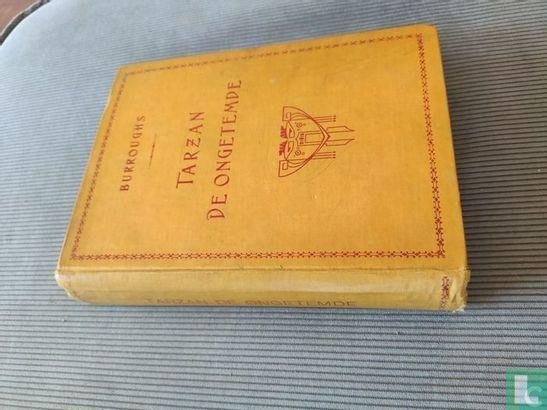 BURROUGHS
TARZAN
DE ONGETEMDE
TARZAN DE ONGETEMDE